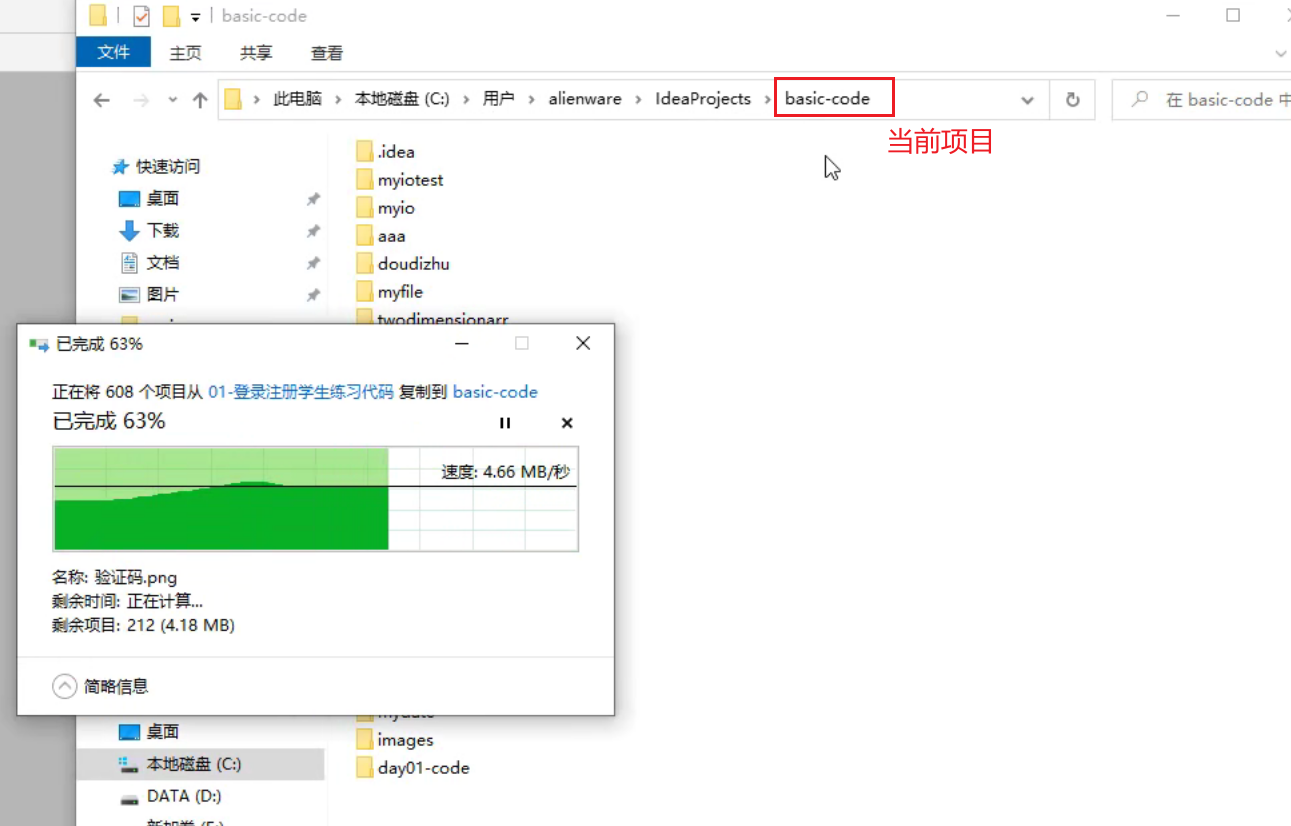 basic-code
文件 主页 共享 查看
此电脑 本地磁盘 (C:) 用户 alienware IdeaProjects basic-code 在 basic-code 中
当前项目
快速访问
桌面
下载
文档
图片
.idea
myiotest
myio
aaa
doudizhu
myfile
twodimensionarr
已完成 63%
正在将 608 个项目从 01-登录注册学生练习代码 复制到 basic-code
已完成 63%
速度: 4.66 MB/秒
名称: 验证码.png
剩余时间: 正在计算...
剩余项目: 212 (4.18 MB)
简略信息
桌面
本地磁盘 (C:)
DATA (D:)
mydate
images
day01-code